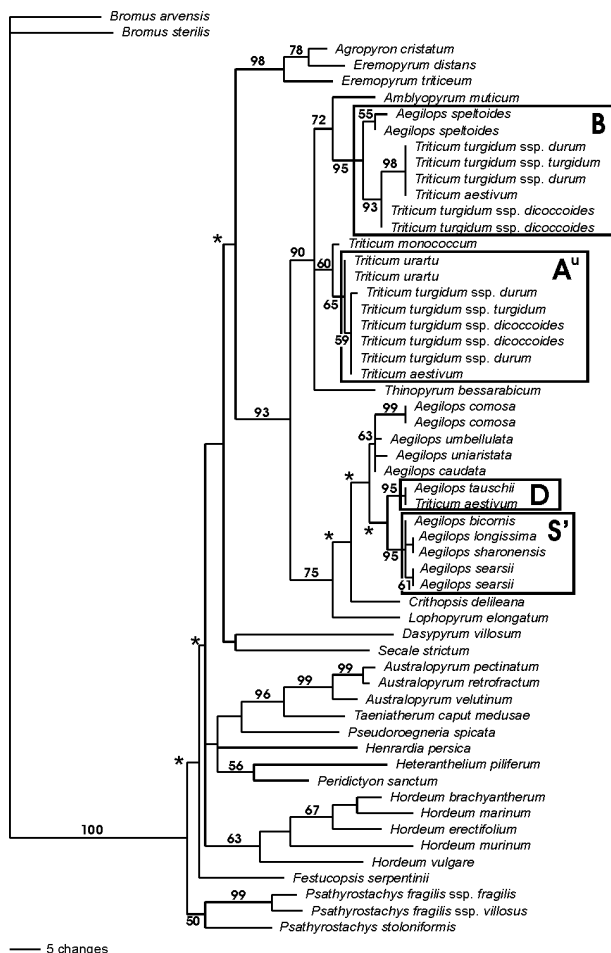 Bromus arvensis
Bromus sterilis
78 Agropyron cristatum
98
Eremopyrum distans
Eremopyrum triticeum
72 Amblyopyrum muticum
55 Aegilops speltoides B
Aegilops speltoides
Triticum turgidum ssp. durum
95 98 Triticum turgidum ssp. turgidum
Triticum turgidum ssp. durum
Triticum aestivum
93 Triticum turgidum ssp. dicoccoides
Triticum turgidum ssp. dicoccoides
*
90 Triticum monococcum
60 Triticum urartu Au
Triticum urartu
65 Triticum turgidum ssp. durum
Triticum turgidum ssp. turgidum
Triticum turgidum ssp. dicoccoides
59 Triticum turgidum ssp. dicoccoides
Triticum turgidum ssp. durum
Triticum aestivum
Thinopyrum bessarabicum
93 99 Aegilops comosa
Aegilops comosa
63 Aegilops umbellulata
Aegilops uniaristata
* Aegilops caudata
95 Aegilops tauschii D
Triticum aestivum
* * Aegilops bicornis S'
Aegilops longissima
95 Aegilops sharonensis
Aegilops searsii
75 61 Aegilops searsii
Crithopsis delileana
Lophopyrum elongatum
Dasypyrum villosum
* Secale strictum
99 Australopyrum pectinatum
99 Australopyrum retrofractum
96 Australopyrum velutinum
Taeniatherum caput medusae
Pseudoroegneria spicata
Henrardia persica
* 56 Heteranthelium piliferum
Peridictyon sanctum
Hordeum brachyantherum
67 Hordeum marinum
100 Hordeum erectifolium
63 Hordeum murinum
Hordeum vulgare
Festucopsis serpentinii
99 Psathyrostachys fragilis ssp. fragilis
Psathyrostachys fragilis ssp. villosus
50 Psathyrostachys stoloniformis
5 changes